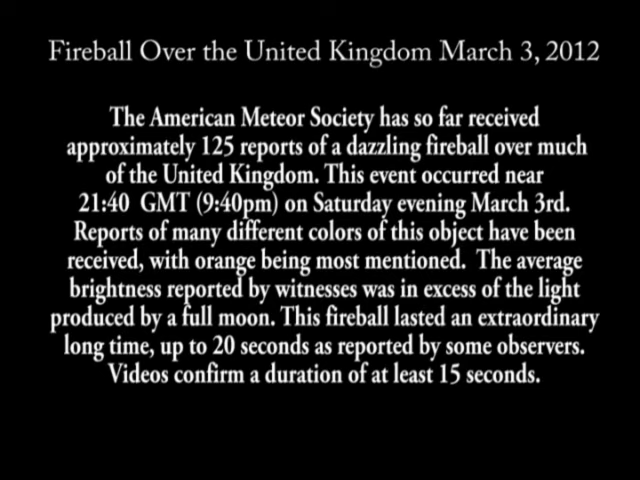 Fireball Over the United Kingdom March 3, 2012
The American Meteor Society has so far received
approximately 125 reports of a dazzling fireball over much
of the United Kingdom. This event occurred near
21:40 GMT (9:40pm) on Saturday evening March 3rd.
Reports of many different colors of this object have been
received, with orange being most mentioned. The average
brightness reported by witnesses was in excess of the light
produced by a full moon. This fireball lasted an extraordinary
long time, up to 20 seconds as reported by some observers.
Videos confirm a duration of at least 15 seconds.